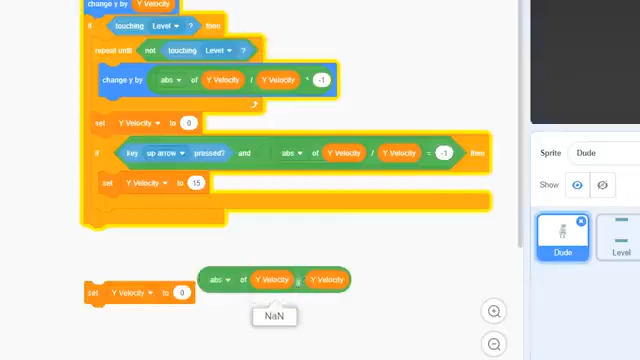 change y by Y Velocity
if touching Level ? then
repeat until not touching Level ?
change y by abs of Y Velocity / Y Velocity * -1
set Y Velocity to 0
if key up arrow pressed? and abs of Y Velocity / Y Velocity = -1 then
set Y Velocity to 15
set Y Velocity to 0
abs of Y Velocity / Y Velocity
NaN
Sprite Dude
Show
Dude
Level